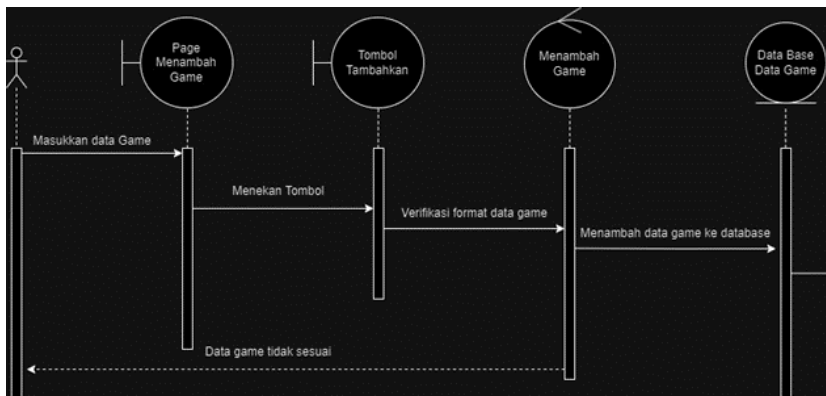 Page
Menambah
Game
Tombol
Tambahkan
Menambah
Game
Data Base
Data Game
Masukkan data Game
Menekan Tombol
Verifikasi format data game
Menambah data game ke database
Data game tidak sesuai